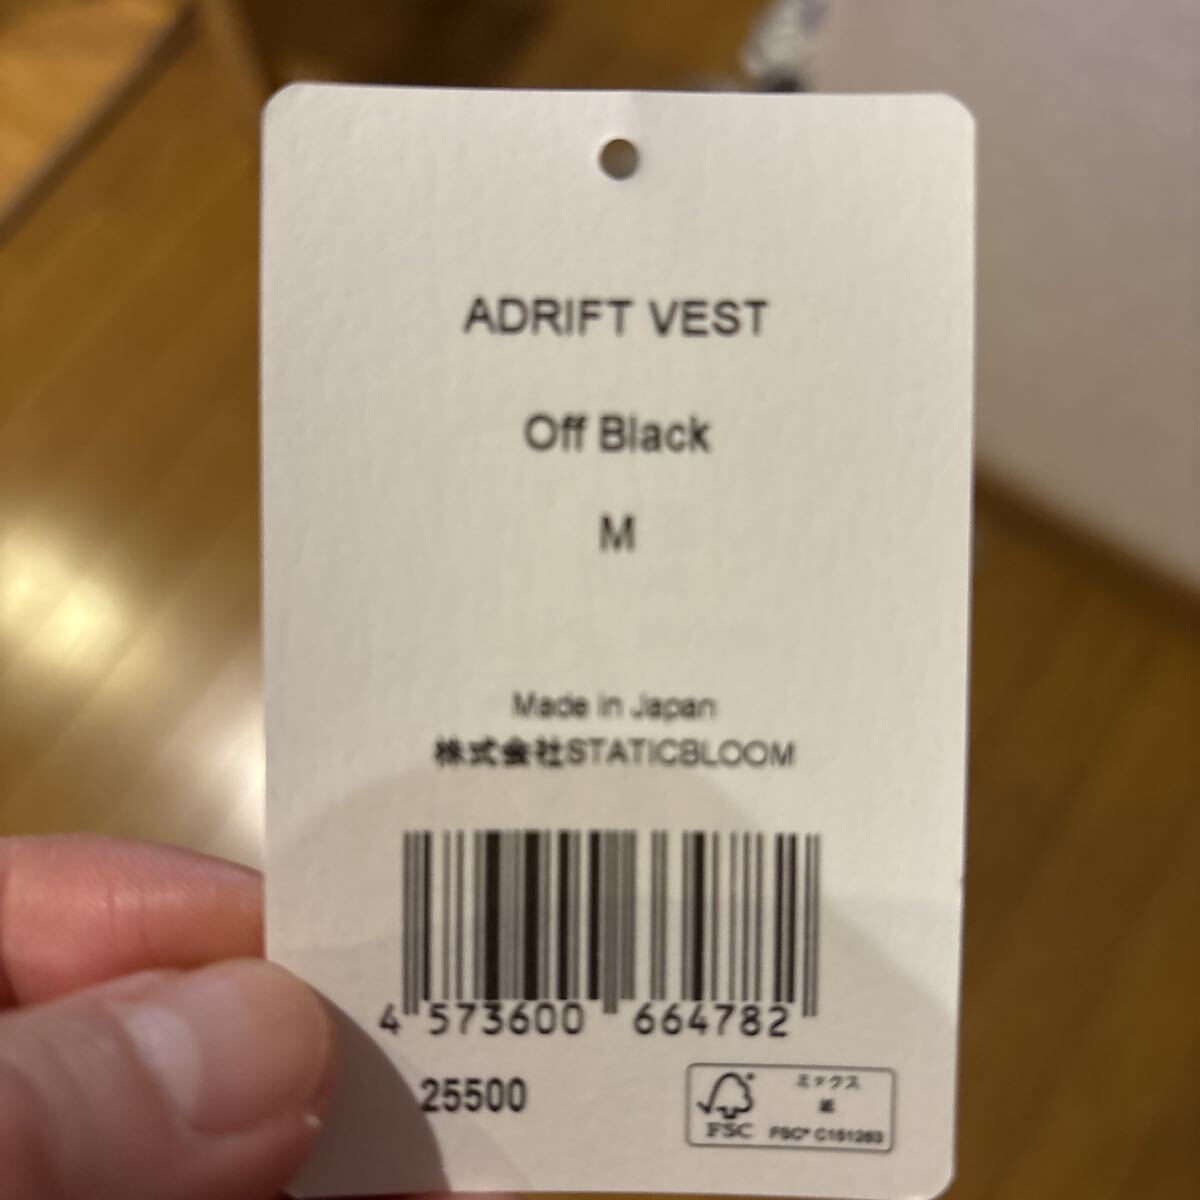 ADRIFT VEST
Off Black
M
Made in Japan
株式会社STATICBLOOM
4 573600 664782
25500
ミックス
紙
FSC
FSC® C151263